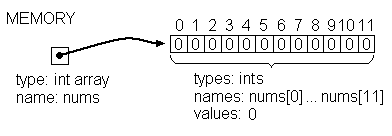 MEMORY
0 1 2 3 4 5 6 7 8 9 10 11
0 0 0 0 0 0 0 0 0 0 0 0
type: int array
name: nums
types: ints
names: nums[0] ... nums[11]
values: 0